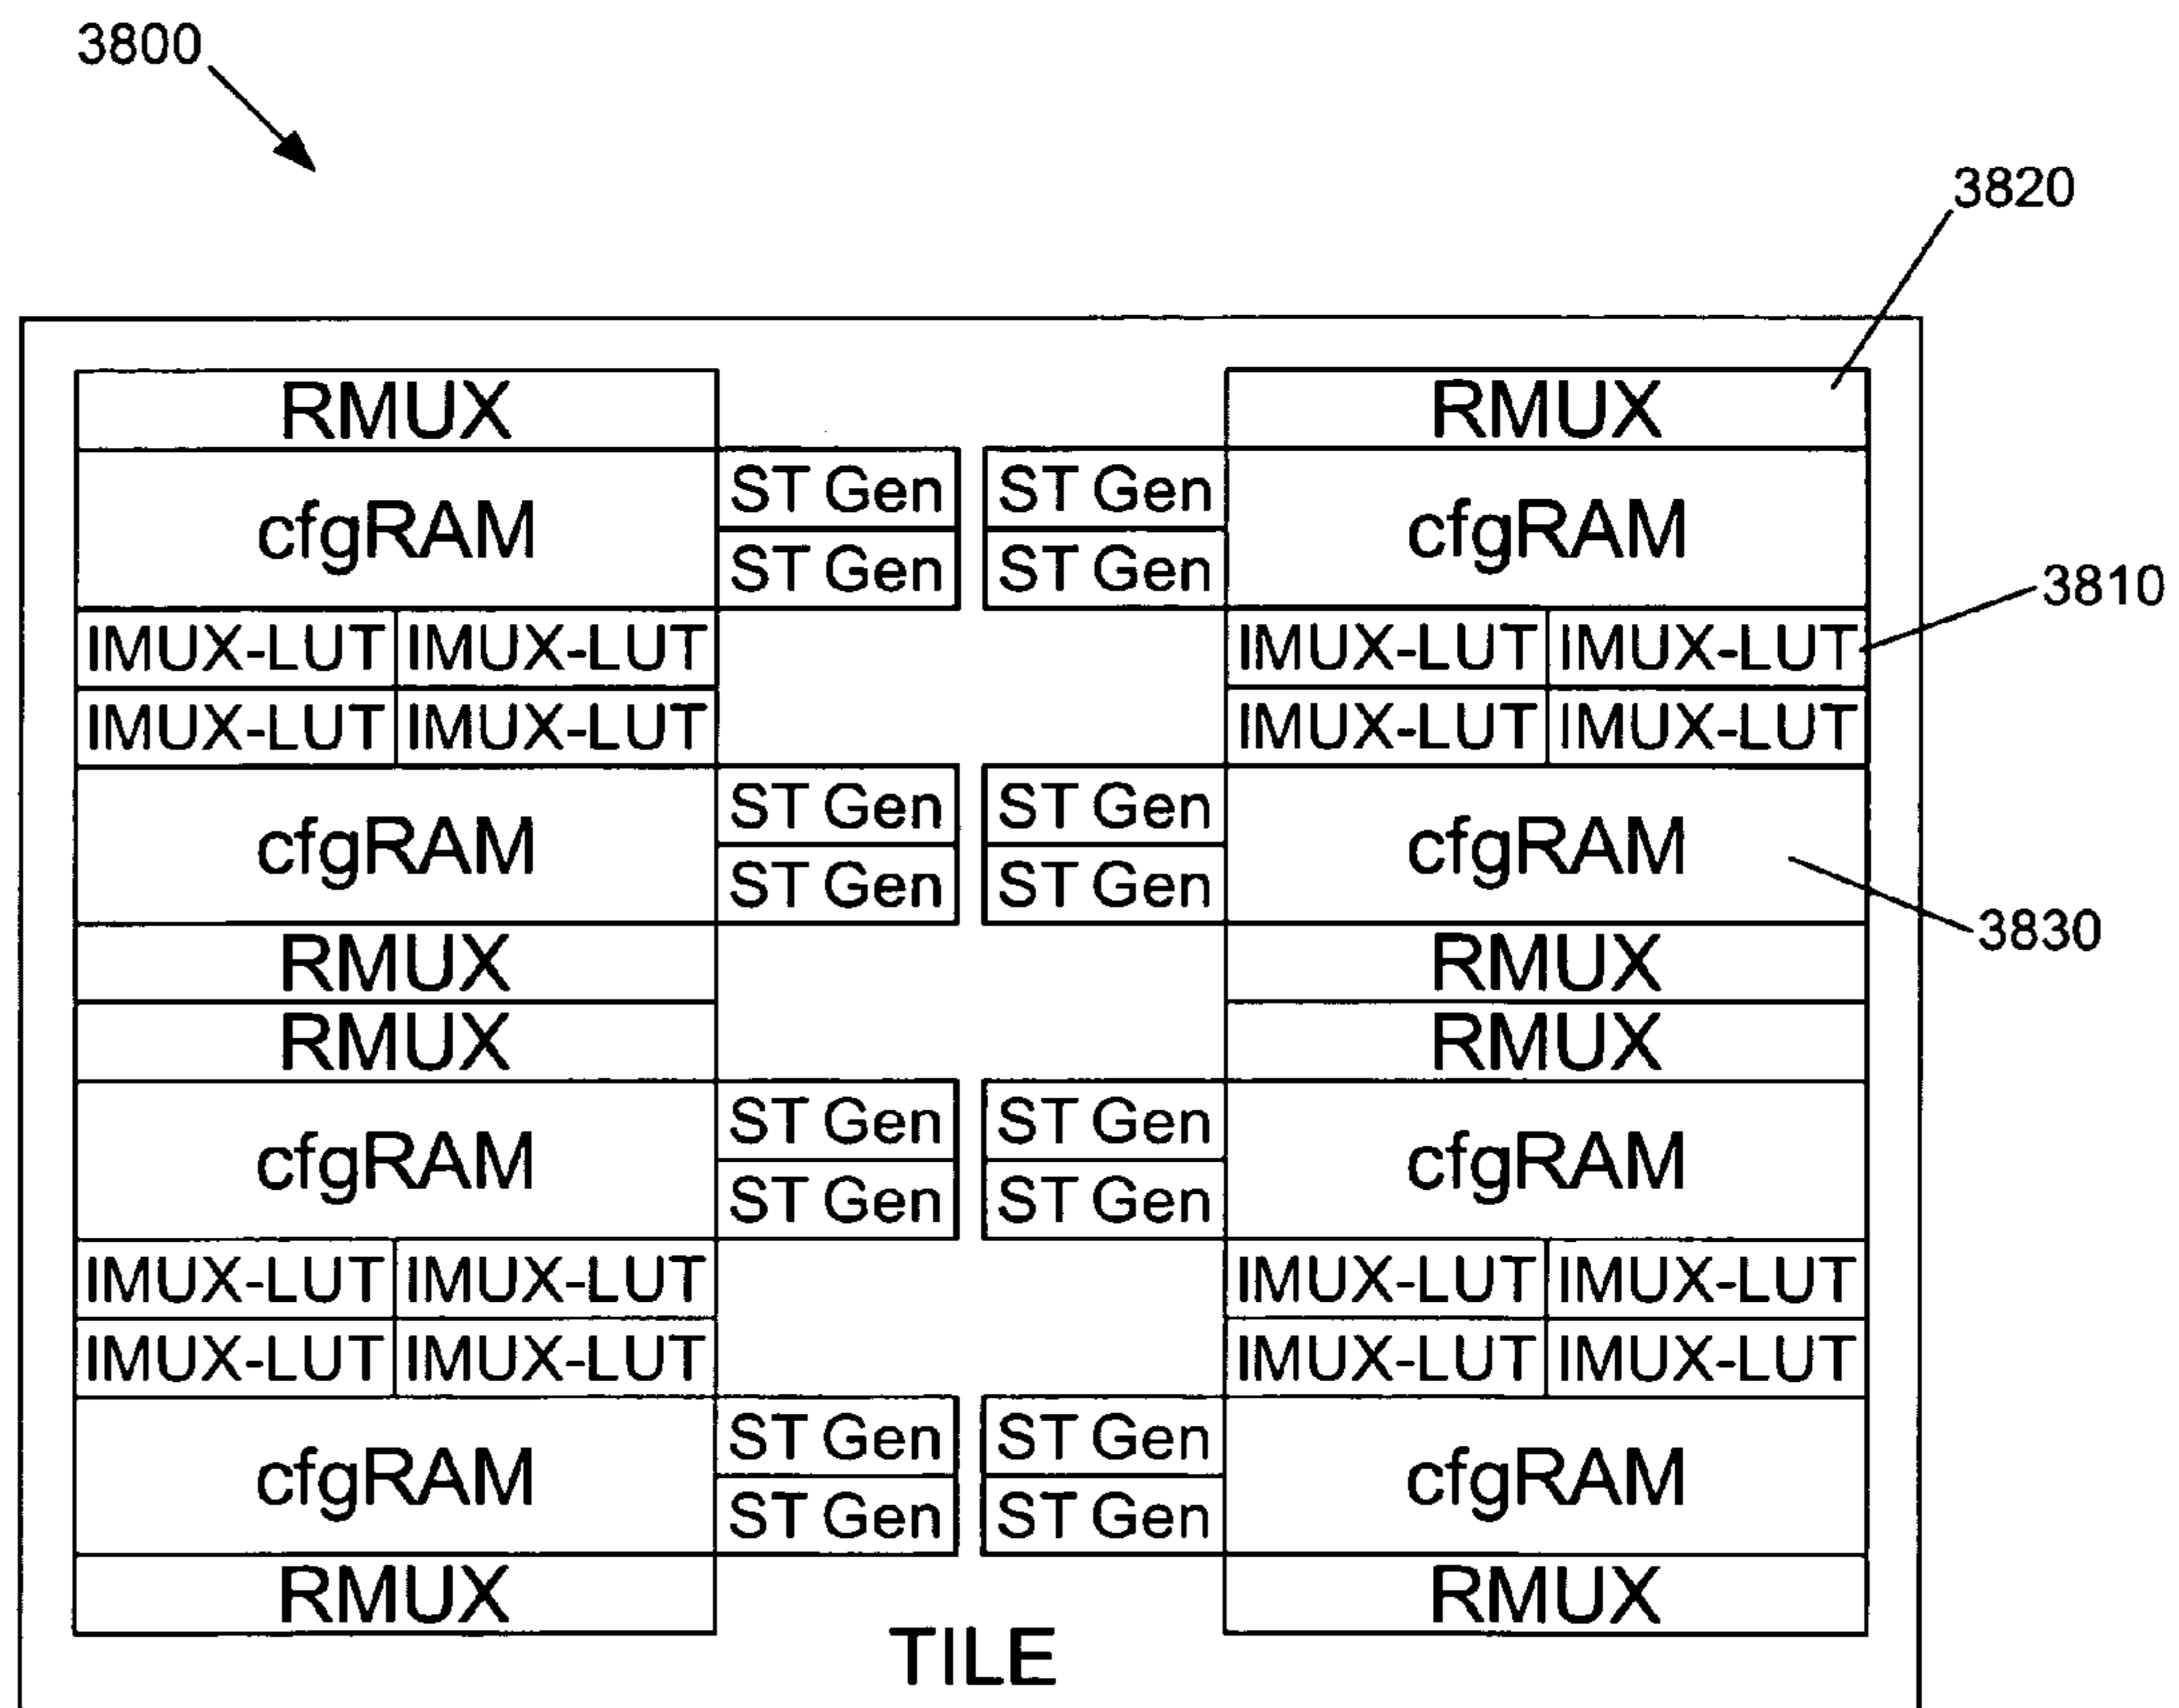 3800
3820
RMUX RMUX
ST Gen ST Gen
cfgRAM cfgRAM
ST Gen ST Gen
3810
IMUX-LUT IMUX-LUT IMUX-LUT IMUX-LUT
IMUX-LUT IMUX-LUT IMUX-LUT IMUX-LUT
ST Gen ST Gen
cfgRAM cfgRAM
ST Gen ST Gen
3830
RMUX RMUX
RMUX RMUX
ST Gen ST Gen
cfgRAM cfgRAM
ST Gen ST Gen
IMUX-LUT IMUX-LUT IMUX-LUT IMUX-LUT
IMUX-LUT IMUX-LUT IMUX-LUT IMUX-LUT
ST Gen ST Gen
cfgRAM cfgRAM
ST Gen ST Gen
RMUX RMUX
TILE